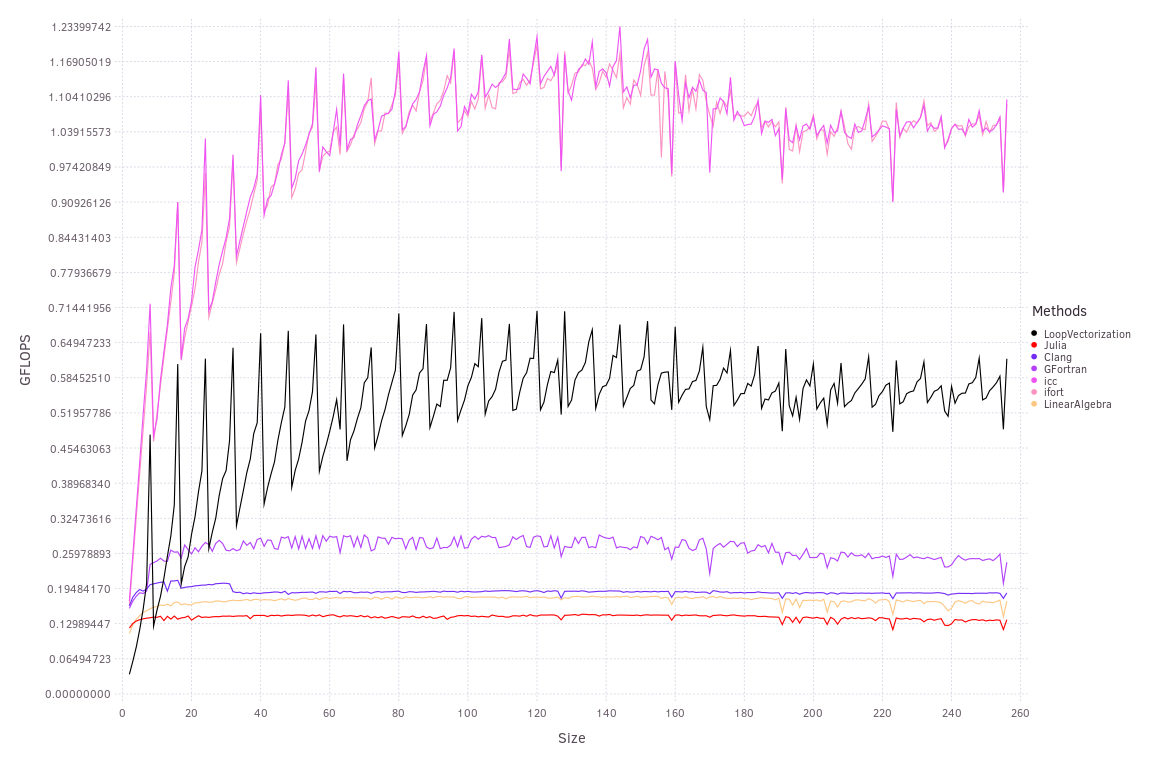 1.23399742
1.16905019
1.10410296
1.03915573
0.97420849
0.90926126
0.84431403
0.77936679
0.71441956
0.64947233
0.58452510
0.51957786
0.45463063
0.38968340
0.32473616
0.25978893
0.19484170
0.12989447
0.06494723
0.00000000
GFLOPS
0 20 40 60 80 100 120 140 160 180 200 220 240 260
Size
Methods
LoopVectorization
Julia
Clang
GFortran
icc
ifort
LinearAlgebra